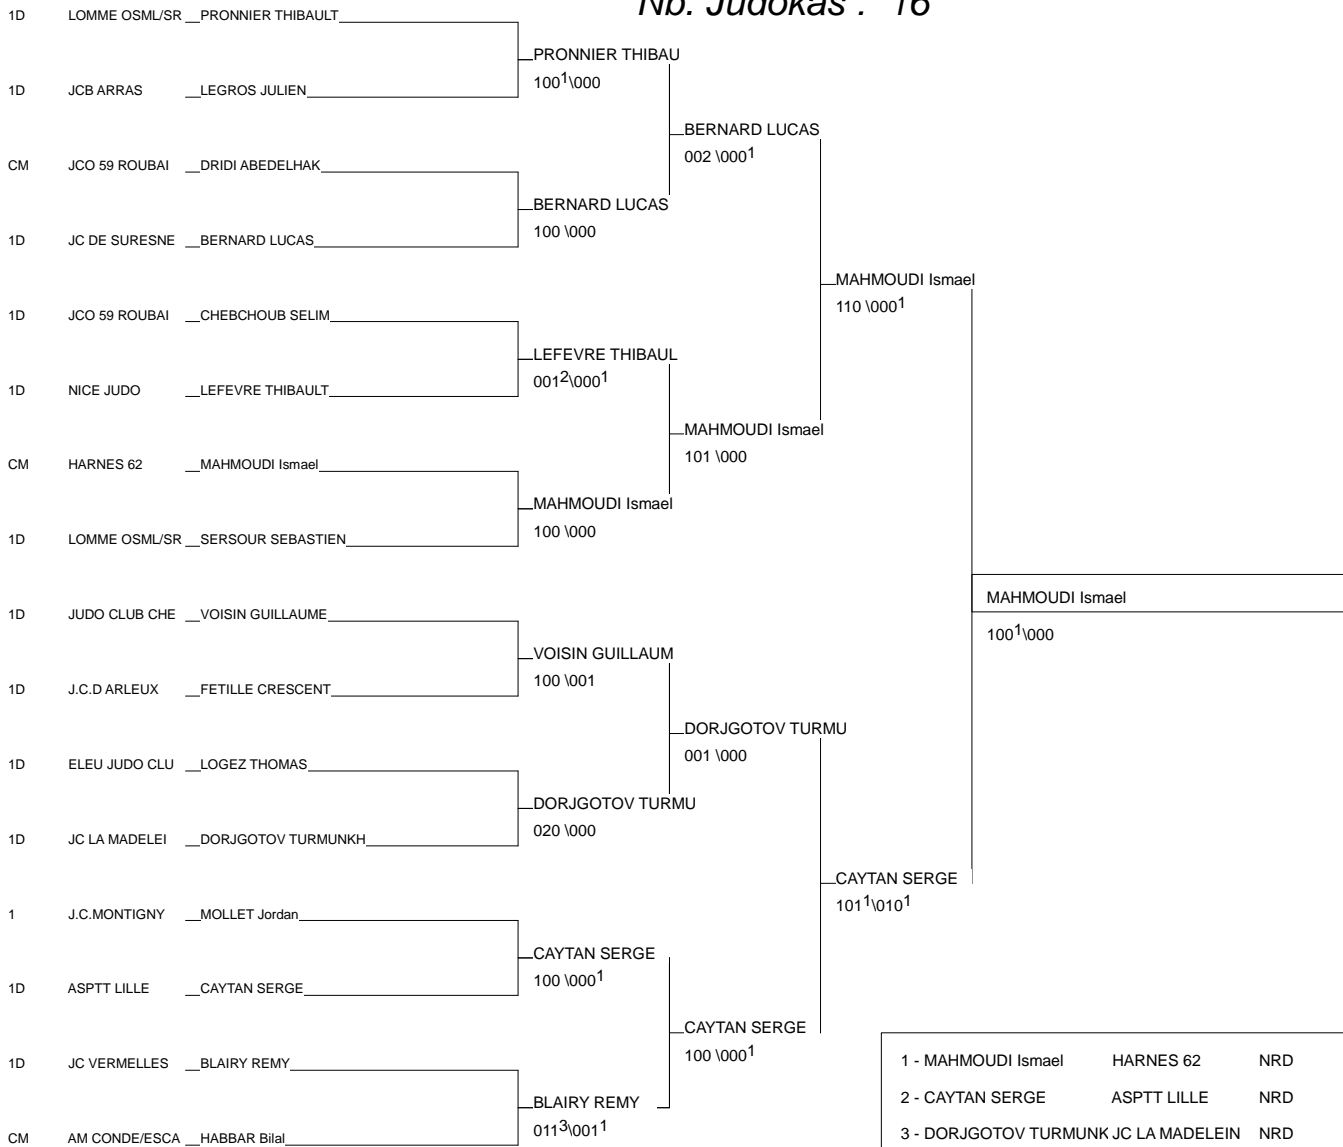 Nb. Judokas : 16
1D LOMME OSML/SR PRONNIER THIBAULT
PRONNIER THIBAU
100¹\000
1D JCB ARRAS LEGROS JULIEN
BERNARD LUCAS
002 \000¹
CM JCO 59 ROUBAI DRIDI ABEDELHAK
BERNARD LUCAS
100 \000
1D JC DE SURESNE BERNARD LUCAS
MAHMOUDI Ismael
110 \000¹
1D JCO 59 ROUBAI CHEBCHOUB SELIM
LEFEVRE THIBAUL
001²\000¹
1D NICE JUDO LEFEVRE THIBAULT
MAHMOUDI Ismael
101 \000
CM HARNES 62 MAHMOUDI Ismael
MAHMOUDI Ismael
100 \000
1D LOMME OSML/SR SERSOUR SEBASTIEN
MAHMOUDI Ismael
100¹\000
1D JUDO CLUB CHE VOISIN GUILLAUME
VOISIN GUILLAUM
100 \001
1D J.C.D ARLEUX FETILLE CRESCENT
DORJGOTOV TURMU
001 \000
1D ELEU JUDO CLU LOGEZ THOMAS
DORJGOTOV TURMU
020 \000
1D JC LA MADELEI DORJGOTOV TURMUNKH
CAYTAN SERGE
101¹\010¹
1 J.C.MONTIGNY MOLLET Jordan
CAYTAN SERGE
100 \000¹
1D ASPTT LILLE CAYTAN SERGE
CAYTAN SERGE
100 \000¹
1D JC VERMELLES BLAIRY REMY
BLAIRY REMY
011³\001¹
CM AM CONDE/ESCA HABBAR Bilal
1 - MAHMOUDI Ismael HARNES 62 NRD
2 - CAYTAN SERGE ASPTT LILLE NRD
3 - DORJGOTOV TURMUNK JC LA MADELEIN NRD